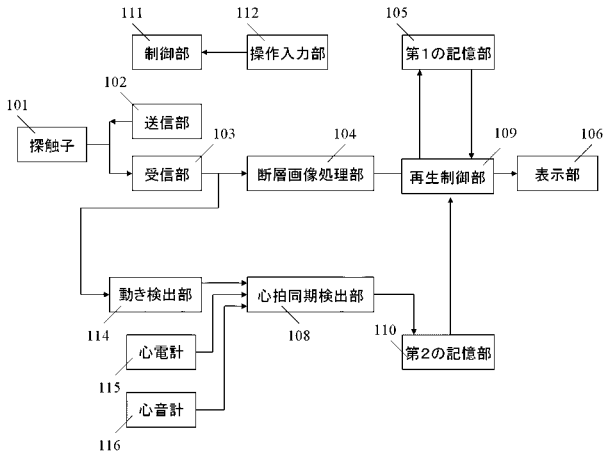 111
112
105
制御部
操作入力部
第1の記憶部
102
101
送信部
103
104
109
106
探触子
受信部
断層画像処理部
再生制御部
表示部
動き検出部
心拍同期検出部
114
108
110
心電計
第2の記憶部
115
心音計
116